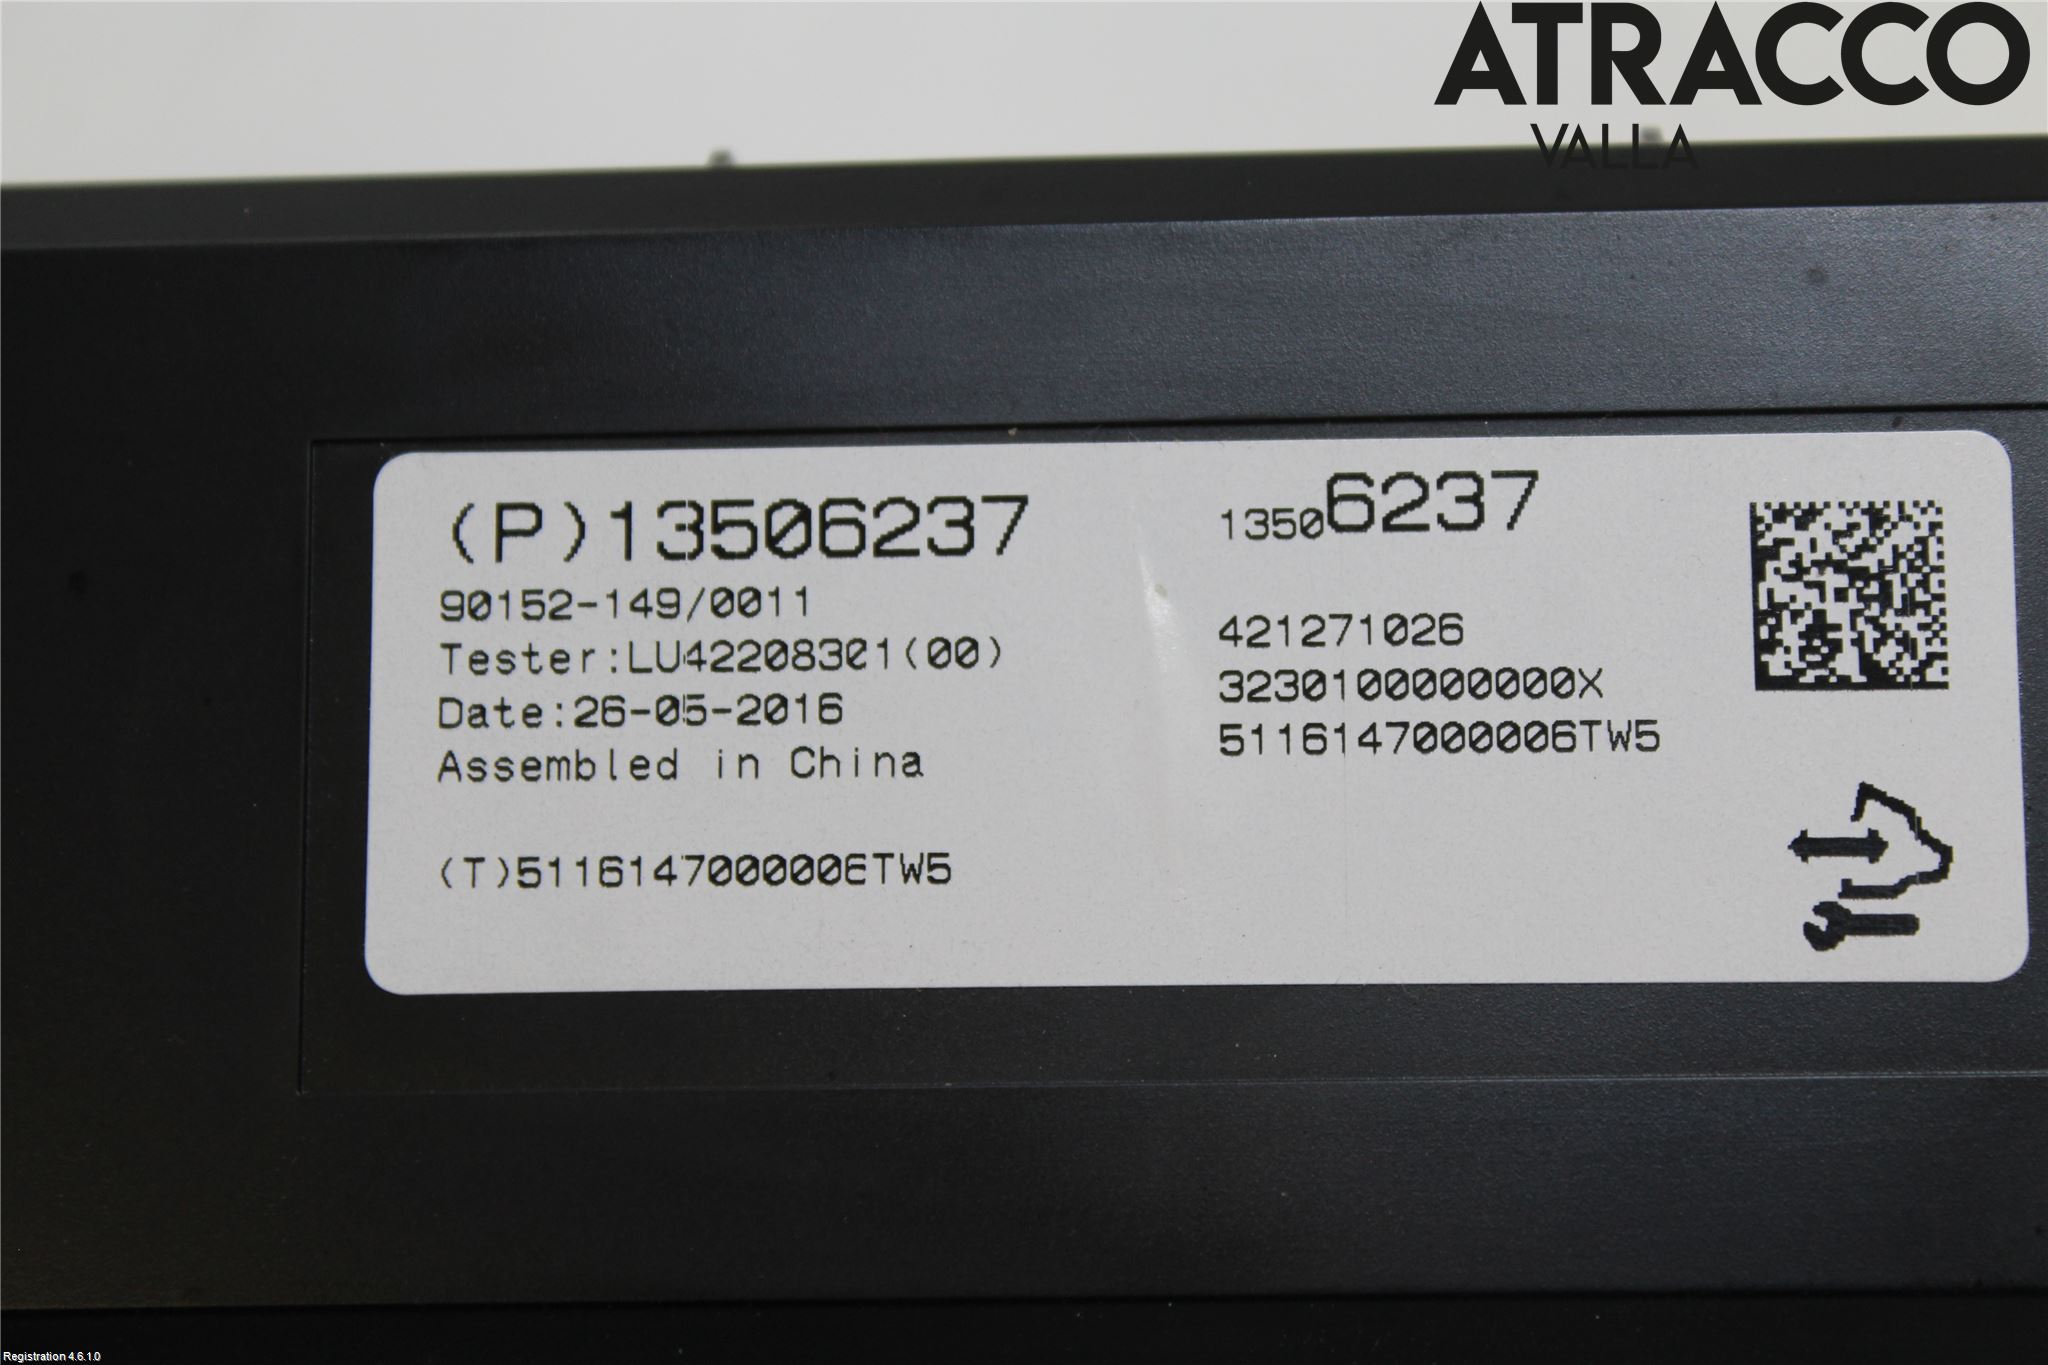 ATRACCO
VALLA
(P)13506237
90152-149/0011
Tester:LU42208301(00)
Date:26-05-2016
Assembled in China
(T)5116147000006TW5
13506237
421271026
3230100000000X
5116147000006TW5
Registration 4.6.1.0